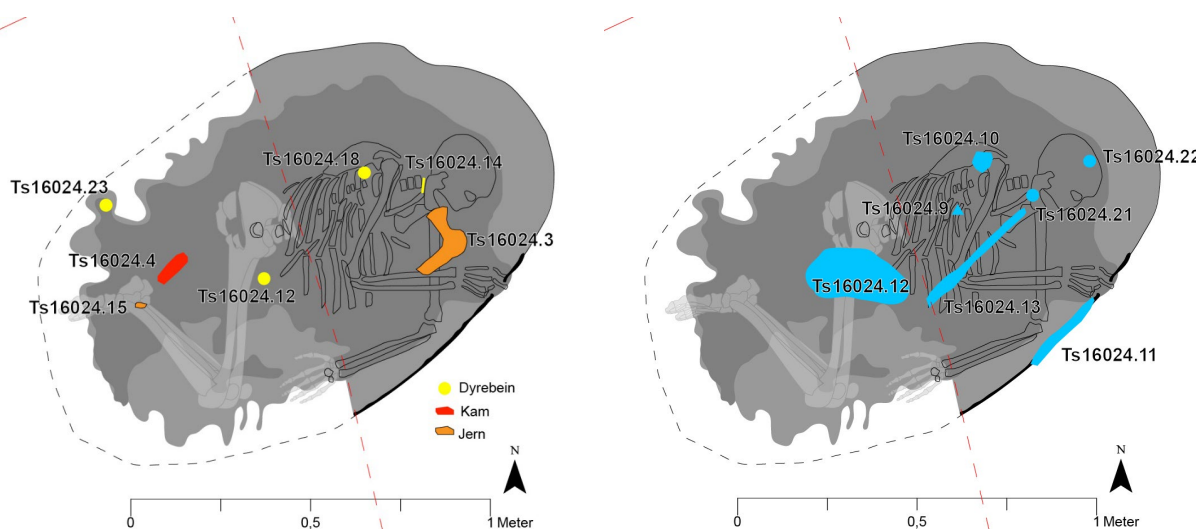 Ts16024.18
Ts16024.14
Ts16024.23
Ts16024.3
Ts16024.4
Ts16024.12
Ts16024.15
Dyrebein
Kam
Jern
N
0 0,5 1 Meter
Ts16024.10
Ts16024.22
Ts16024.9
Ts16024.21
Ts16024.12
Ts16024.13
Ts16024.11
N
0 0,5 1 Meter